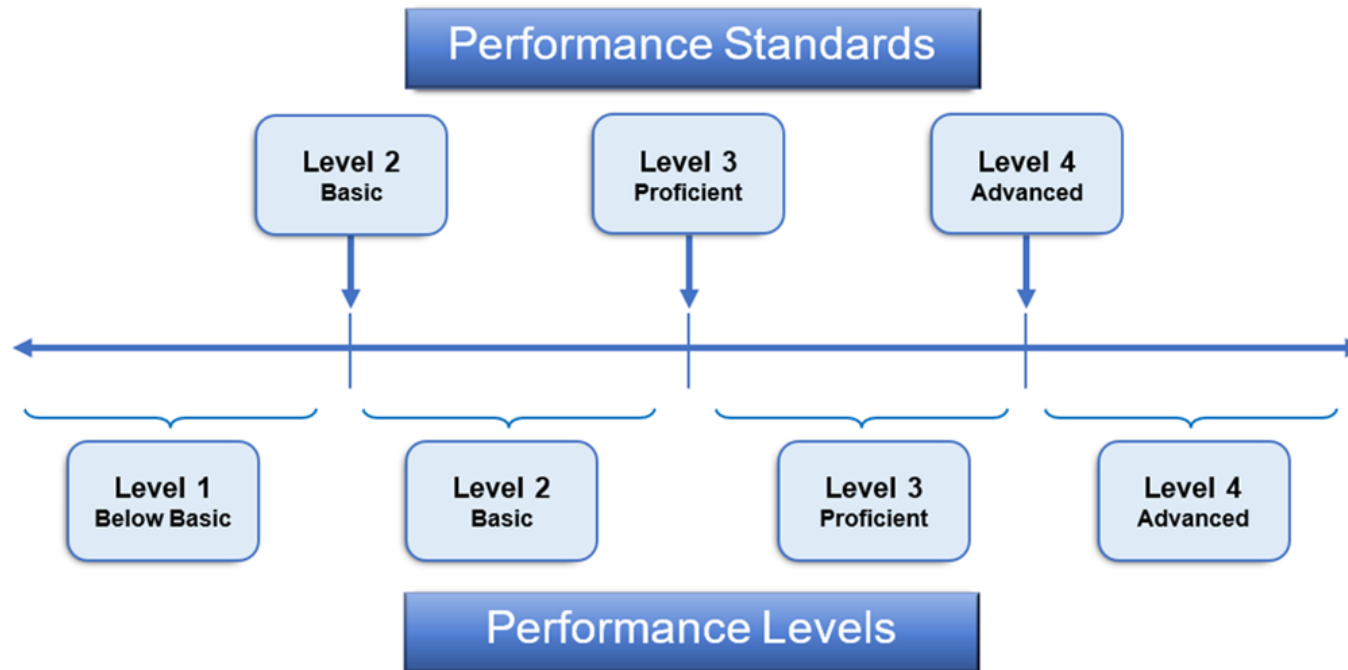 Performance Standards
Level 2
Basic
Level 3
Proficient
Level 4
Advanced
Level 1
Below Basic
Level 2
Basic
Level 3
Proficient
Level 4
Advanced
Performance Levels